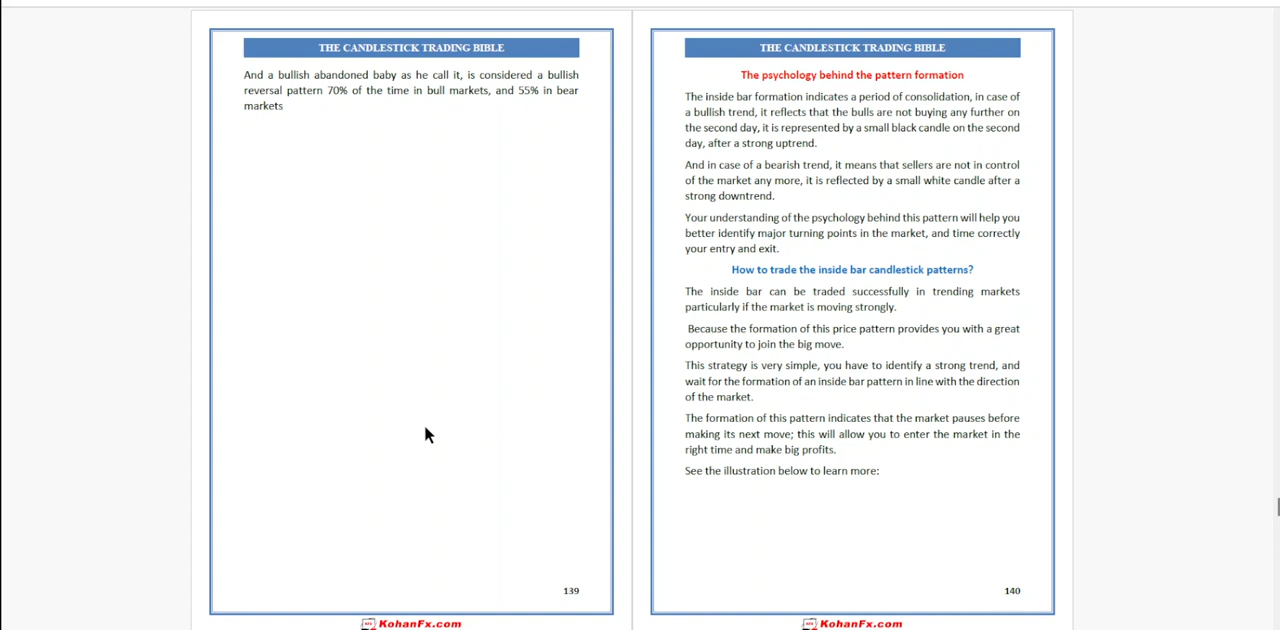 THE CANDLESTICK TRADING BIBLE
And a bullish abandoned baby as he call it, is considered a bullish
reversal pattern 70% of the time in bull markets, and 55% in bear
markets
139
KohanFx.com
THE CANDLESTICK TRADING BIBLE
The psychology behind the pattern formation
The inside bar formation indicates a period of consolidation, in case of
a bullish trend, it reflects that the bulls are not buying any further on
the second day, it is represented by a small black candle on the second
day, after a strong uptrend.
And in case of a bearish trend, it means that sellers are not in control
of the market any more, it is reflected by a small white candle after a
strong downtrend.
Your understanding of the psychology behind this pattern will help you
better identify major turning points in the market, and time correctly
your entry and exit.
How to trade the inside bar candlestick patterns?
The inside bar can be traded successfully in trending markets
particularly if the market is moving strongly.
Because the formation of this price pattern provides you with a great
opportunity to join the big move.
This strategy is very simple, you have to identify a strong trend, and
wait for the formation of an inside bar pattern in line with the direction
of the market.
The formation of this pattern indicates that the market pauses before
making its next move; this will allow you to enter the market in the
right time and make big profits.
See the illustration below to learn more:
140
KohanFx.com